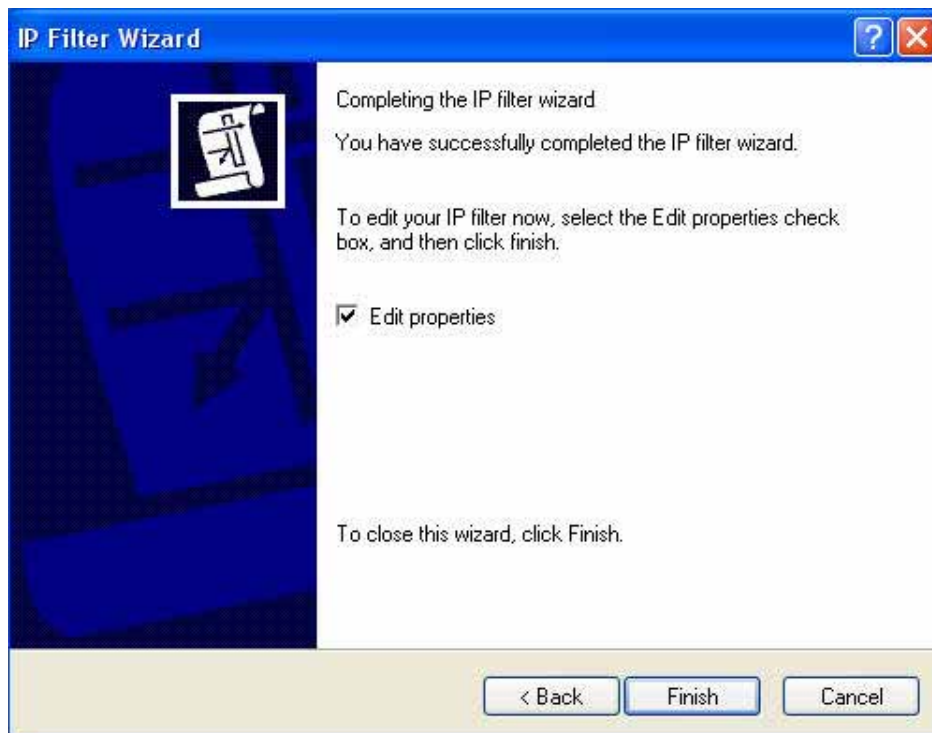 IP Filter Wizard
Completing the IP filter wizard
You have successfully completed the IP filter wizard.
To edit your IP filter now, select the Edit properties check
box, and then click finish.
Edit properties
To close this wizard, click Finish.
< Back
Finish
Cancel